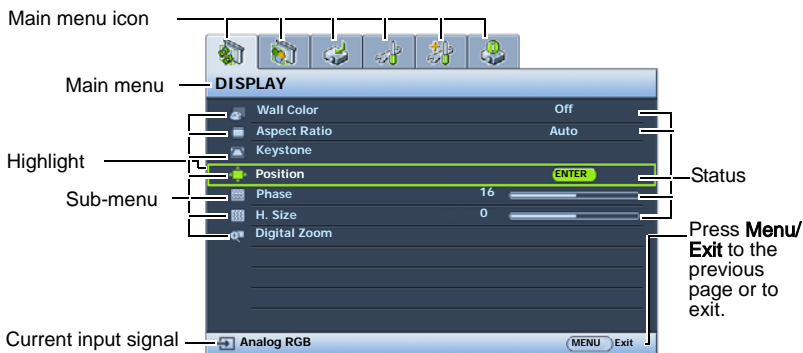 Main menu icon
Main menu
DISPLAY
Wall Color Off
Aspect Ratio Auto
Keystone
Highlight
Position ENTER
Status
Sub-menu
Phase 16
H. Size 0
Digital Zoom
Press Menu/
Exit to the
previous
page or to
exit.
Current input signal
Analog RGB
MENU Exit